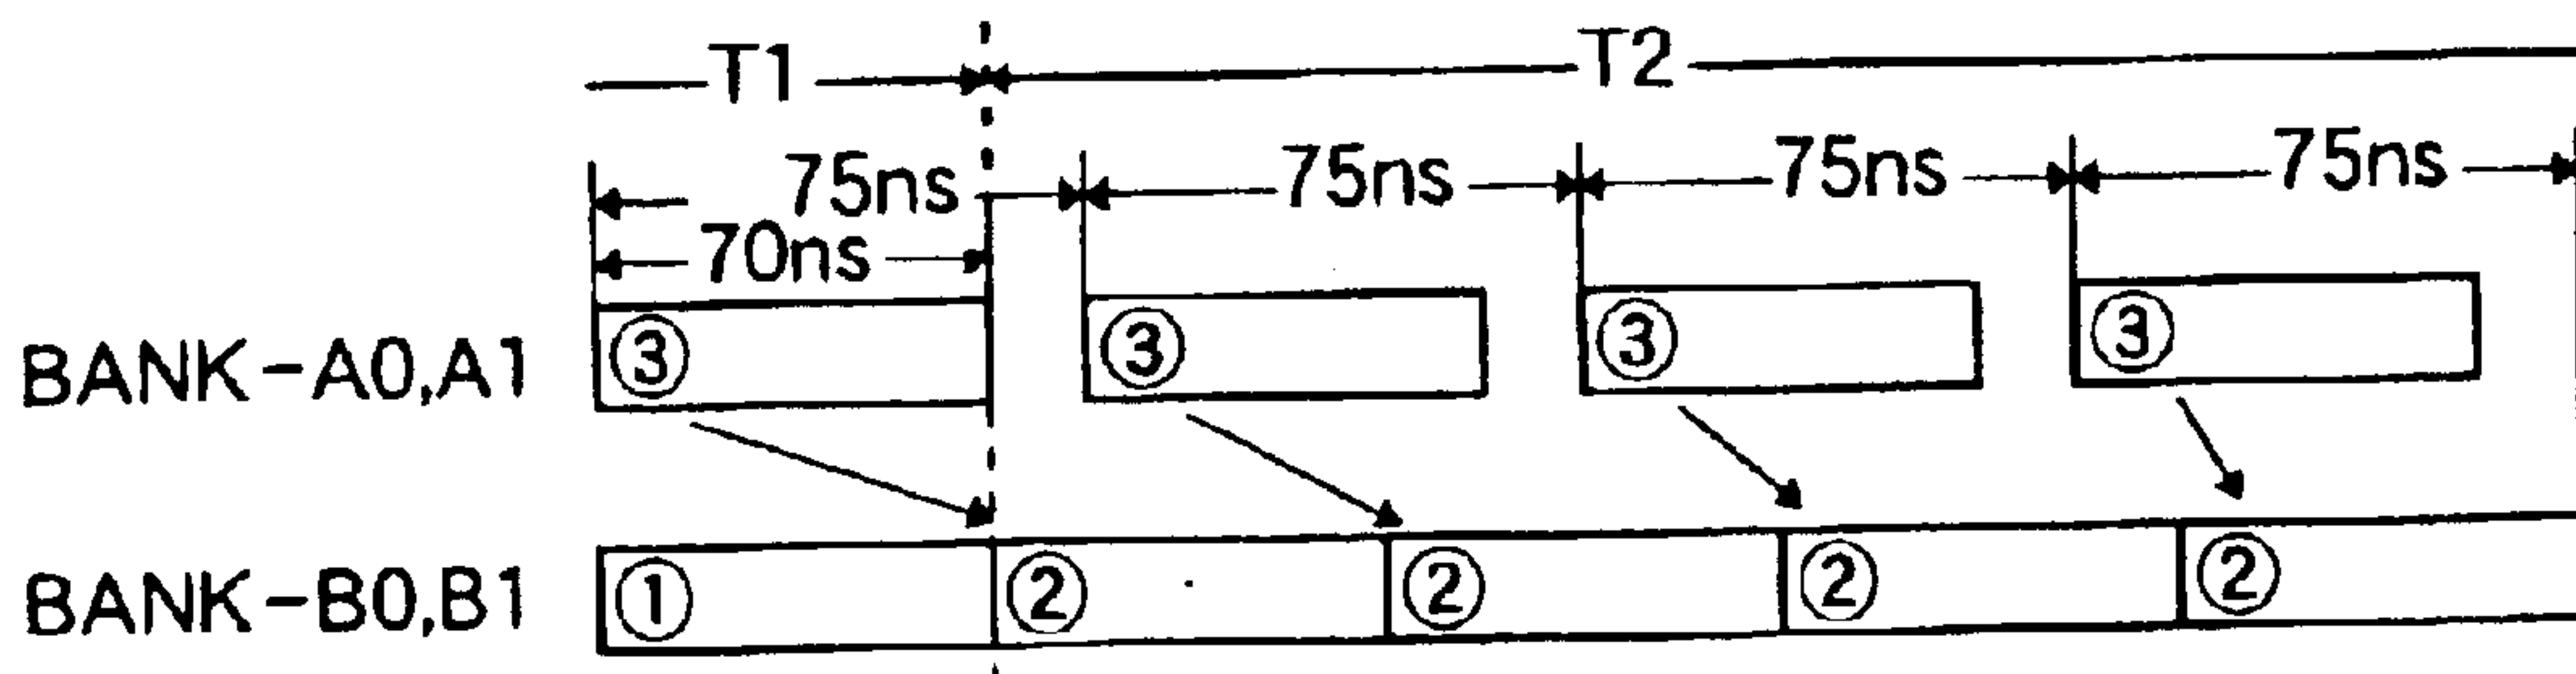 T1 T2
75ns 75ns 75ns 75ns
70ns
BANK-A0,A1 ③ ③ ③ ③
BANK-B0,B1 ① ② ② ② ②